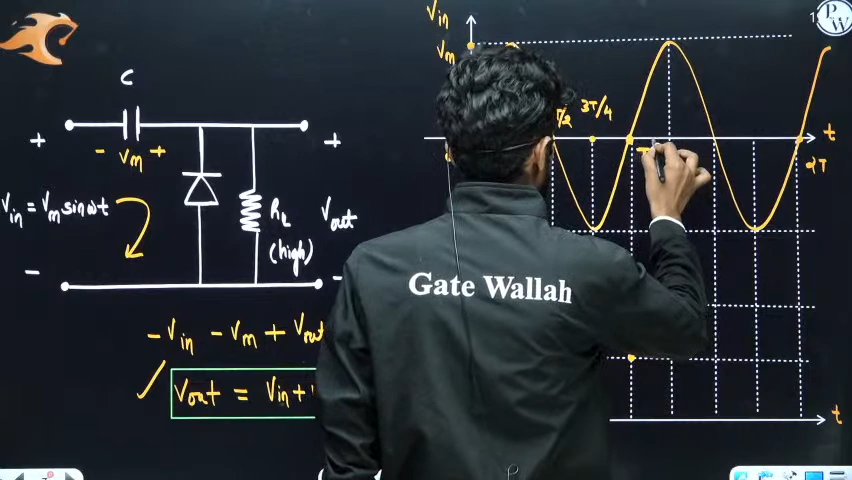 Vin
Vm
T/2
3T/4
t
T
2T
C
+
+
- Vm +
Vin = Vm sinωt
RL
(high)
Vout
-
-
-Vin - Vm + Vout
Vout = Vin +
t
Gate Wallah
P
W